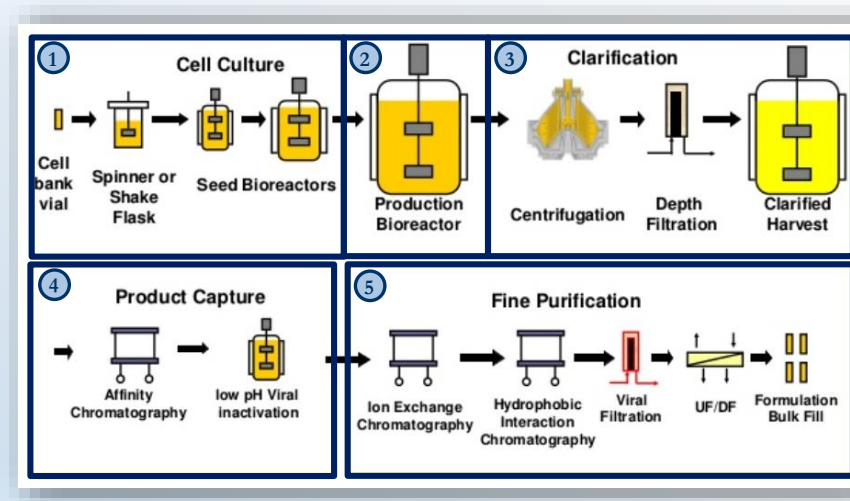 1
Cell Culture
Cell
bank
vial
Spinner or
Shake
Flask
Seed Bioreactors
2
Production
Bioreactor
3
Clarification
Centrifugation
Depth
Filtration
Clarified
Harvest
4
Product Capture
Affinity
Chromatography
low pH Viral
inactivation
5
Fine Purification
Ion Exchange
Chromatography
Hydrophobic
Interaction
Chromatography
Viral
Filtration
UF/DF
Formulation
Bulk Fill